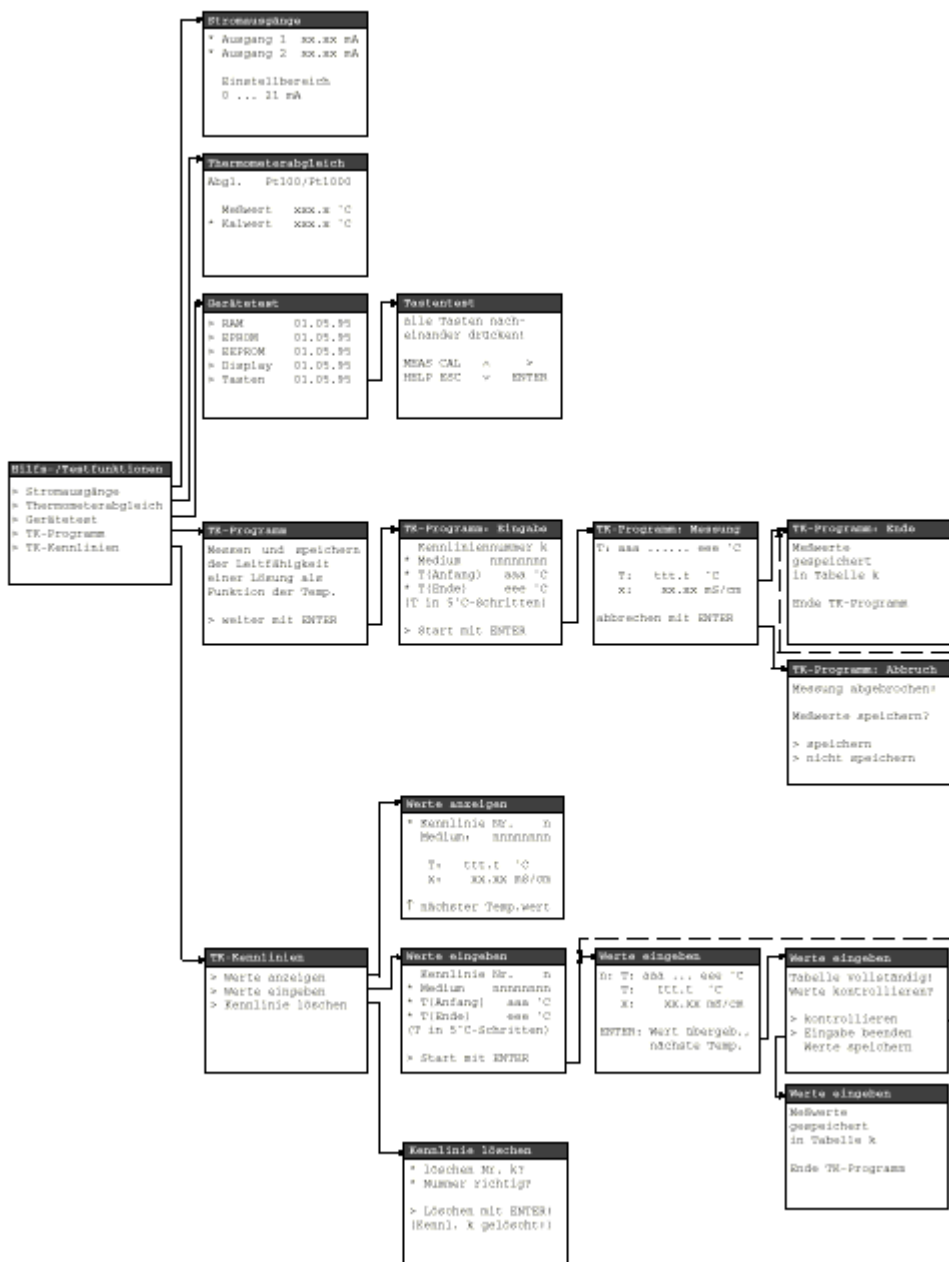 Stromausgänge
* Ausgang 1 xx.xx mA
* Ausgang 2 xx.xx mA
Einstellbereich
0 ... 21 mA
Thermometerabgleich
Abgl. Pt100/Pt1000
Meßwert xxx.x °C
* Kalwert xxx.x °C
Gerätetest
> RAM 01.05.95
> EPROM 01.05.95
> EEPROM 01.05.95
> Display 01.05.95
> Tasten 01.05.95
Tastentest
alle Tasten nach-
einander drücken!
MEAS CAL ^ >
HELP ESC v ENTER
Hilfs-/Testfunktionen
> Stromausgänge
> Thermometerabgleich
> Gerätetest
> TK-Programm
> TK-Kennlinien
TK-Programm
Messen und speichern
der Leitfähigkeit
einer Lösung als
Funktion der Temp.
> weiter mit ENTER
TK-Programm: Eingabe
Kennliniennummer k
* Medium nnnnnnnn
* T(Anfang) aaa °C
* T(Ende) eee °C
(T in 5°C-Schritten)
> Start mit ENTER
TK-Programm: Messung
T: aaa ...... eee °C
T: ttt.t °C
x: xx.xx mS/cm
abbrechen mit ENTER
TK-Programm: Ende
Meßwerte
gespeichert
in Tabelle k
Ende TK-Programm
TK-Programm: Abbruch
Messung abgebrochen!
Meßwerte speichern?
> speichern
> nicht speichern
Werte anzeigen
* Kennlinie Nr. n
Medium: nnnnnnnn
T: ttt.t °C
x: xx.xx mS/cm
↑ nächster Temp.wert
TK-Kennlinien
> Werte anzeigen
> Werte eingeben
> Kennlinie löschen
Werte eingeben
Kennlinie Nr. n
* Medium nnnnnnnn
* T(Anfang) aaa °C
* T(Ende) eee °C
(T in 5°C-Schritten)
> Start mit ENTER
Werte eingeben
n: T: aaa ... eee °C
T: ttt.t °C
x: xx.xx mS/cm
ENTER: Wert übergeb.,
nächste Temp.
Werte eingeben
Tabelle vollständig!
Werte kontrollieren?
> kontrollieren
> Eingabe beenden
Werte speichern
Werte eingeben
Meßwerte
gespeichert
in Tabelle k
Ende TK-Programm
Kennlinie löschen
* löschen Nr. k?
* Nummer richtig?
> Löschen mit ENTER!
(Kennl. k gelöscht!)